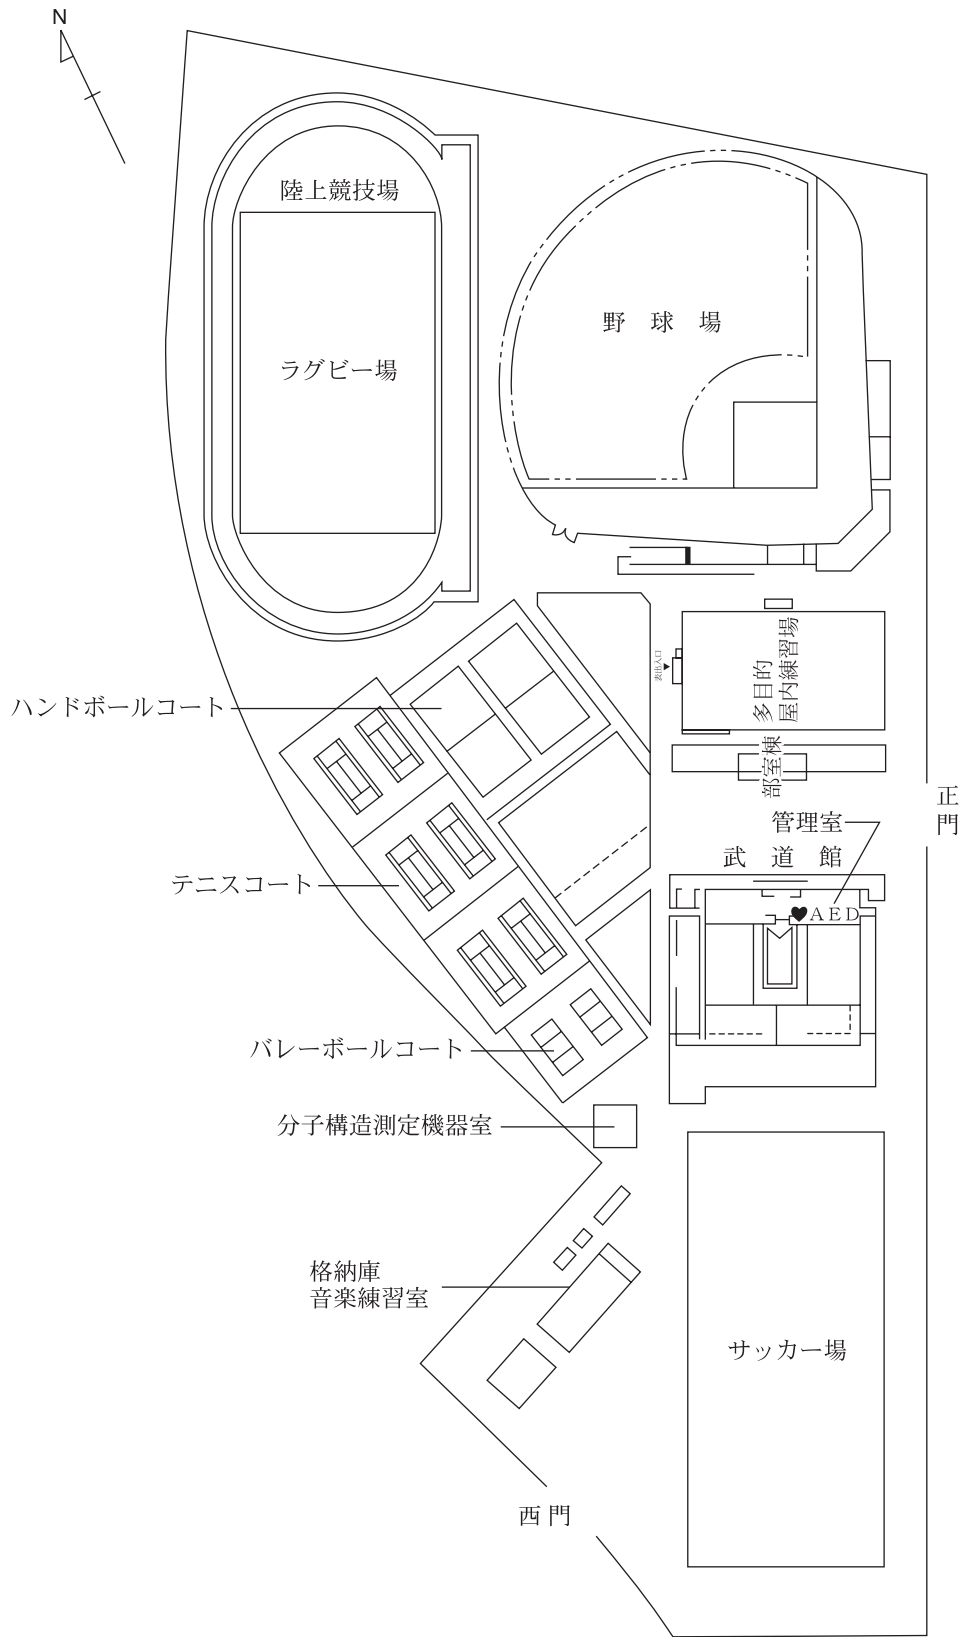 N
陸上競技場
ラグビー場
野球場
表出入口
多目的
屋内練習場
ハンドボールコート
部室棟
正門
管理室
武道館
テニスコート
AED
バレーボールコート
分子構造測定機器室
格納庫
音楽練習室
サッカー場
西門